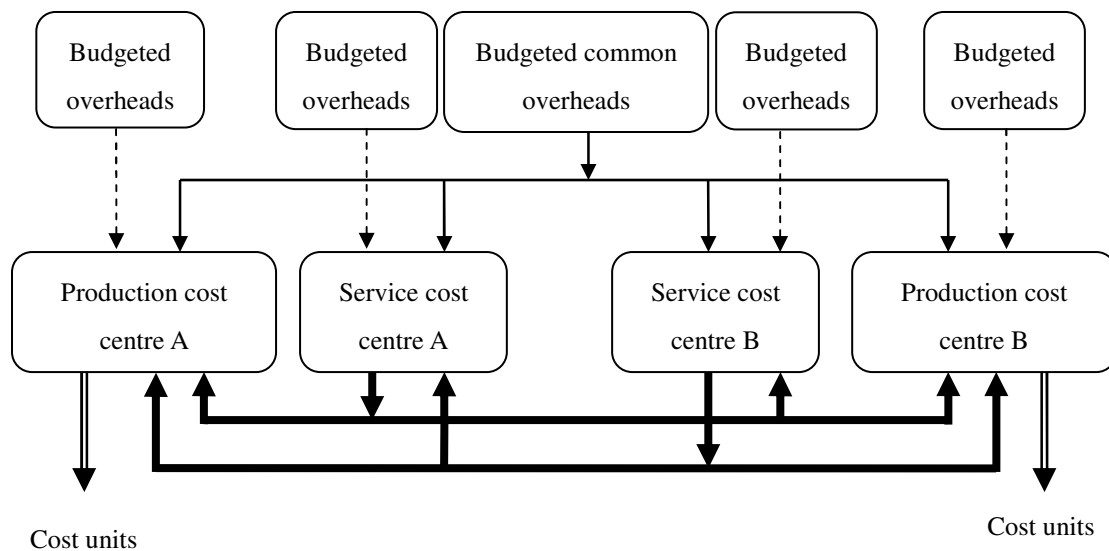 Budgeted
overheads
Budgeted
overheads
Budgeted common
overheads
Budgeted
overheads
Budgeted
overheads
Production cost
centre A
Service cost
centre A
Service cost
centre B
Production cost
centre B
Cost units
Cost units